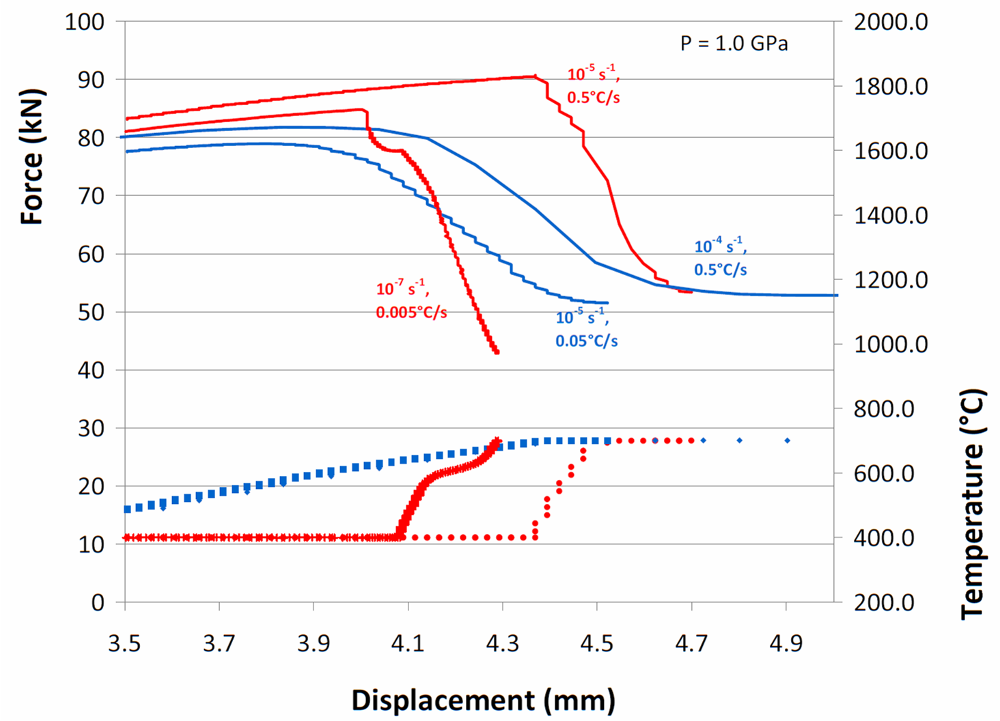 100
90
80
70
60
50
40
30
20
10
0
Force (kN)
P = 1.0 GPa
10⁻⁵ s⁻¹,
0.5°C/s
10⁻⁴ s⁻¹,
0.5°C/s
10⁻⁷ s⁻¹,
0.005°C/s
10⁻⁵ s⁻¹,
0.05°C/s
2000.0
1800.0
1600.0
1400.0
1200.0
1000.0
800.0
600.0
400.0
200.0
Temperature (°C)
3.5 3.7 3.9 4.1 4.3 4.5 4.7 4.9
Displacement (mm)